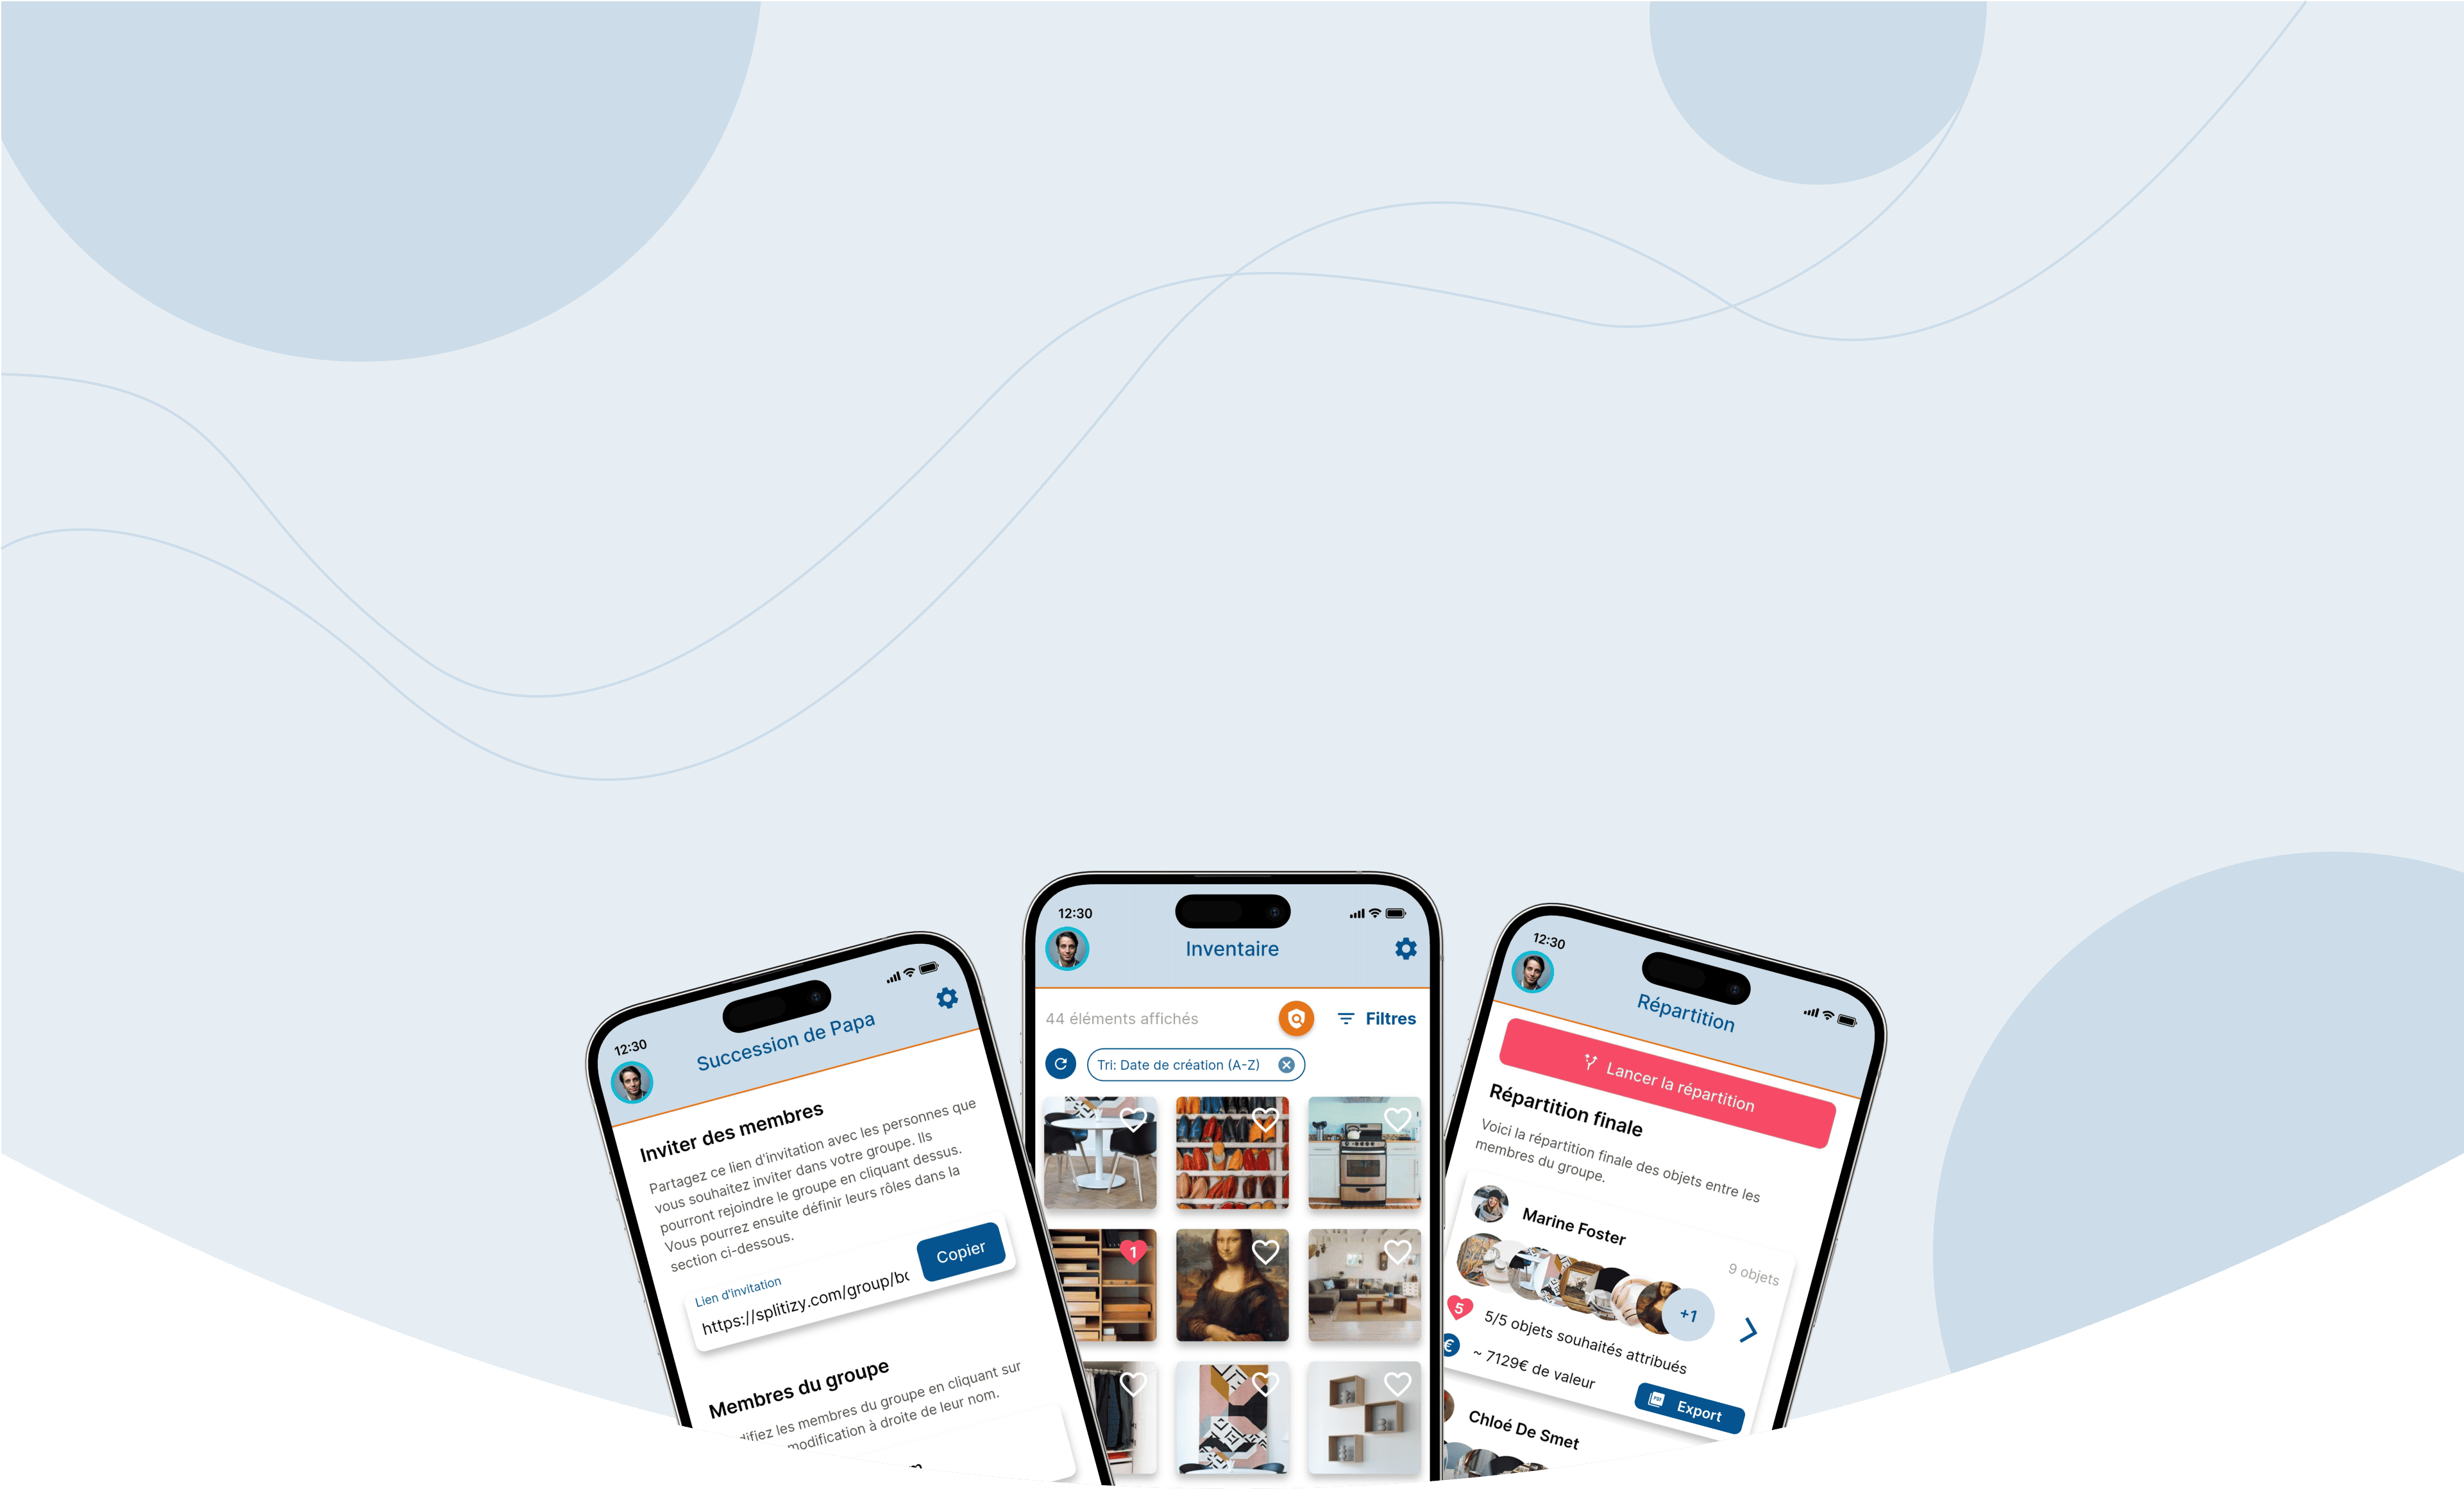 12:30
Succession de Papa
Inviter des membres
Partagez ce lien d'invitation avec les personnes que
vous souhaitez inviter dans votre groupe. Ils
pourront rejoindre le groupe en cliquant dessus.
Vous pourrez ensuite définir leurs rôles dans la
section ci-dessous.
Lien d'invitation
https://splitizy.com/group/bo
Copier
Membres du groupe
difiez les membres du groupe en cliquant sur
modification à droite de leur nom.
12:30
Inventaire
44 éléments affichés
Filtres
Tri: Date de création (A-Z)
1
12:30
Répartition
Lancer la répartition
Répartition finale
Voici la répartition finale des objets entre les
membres du groupe.
Marine Foster
9 objets
+1
5
5/5 objets souhaités attribués
€
~ 7129€ de valeur
PDF
Export
Chloé De Smet